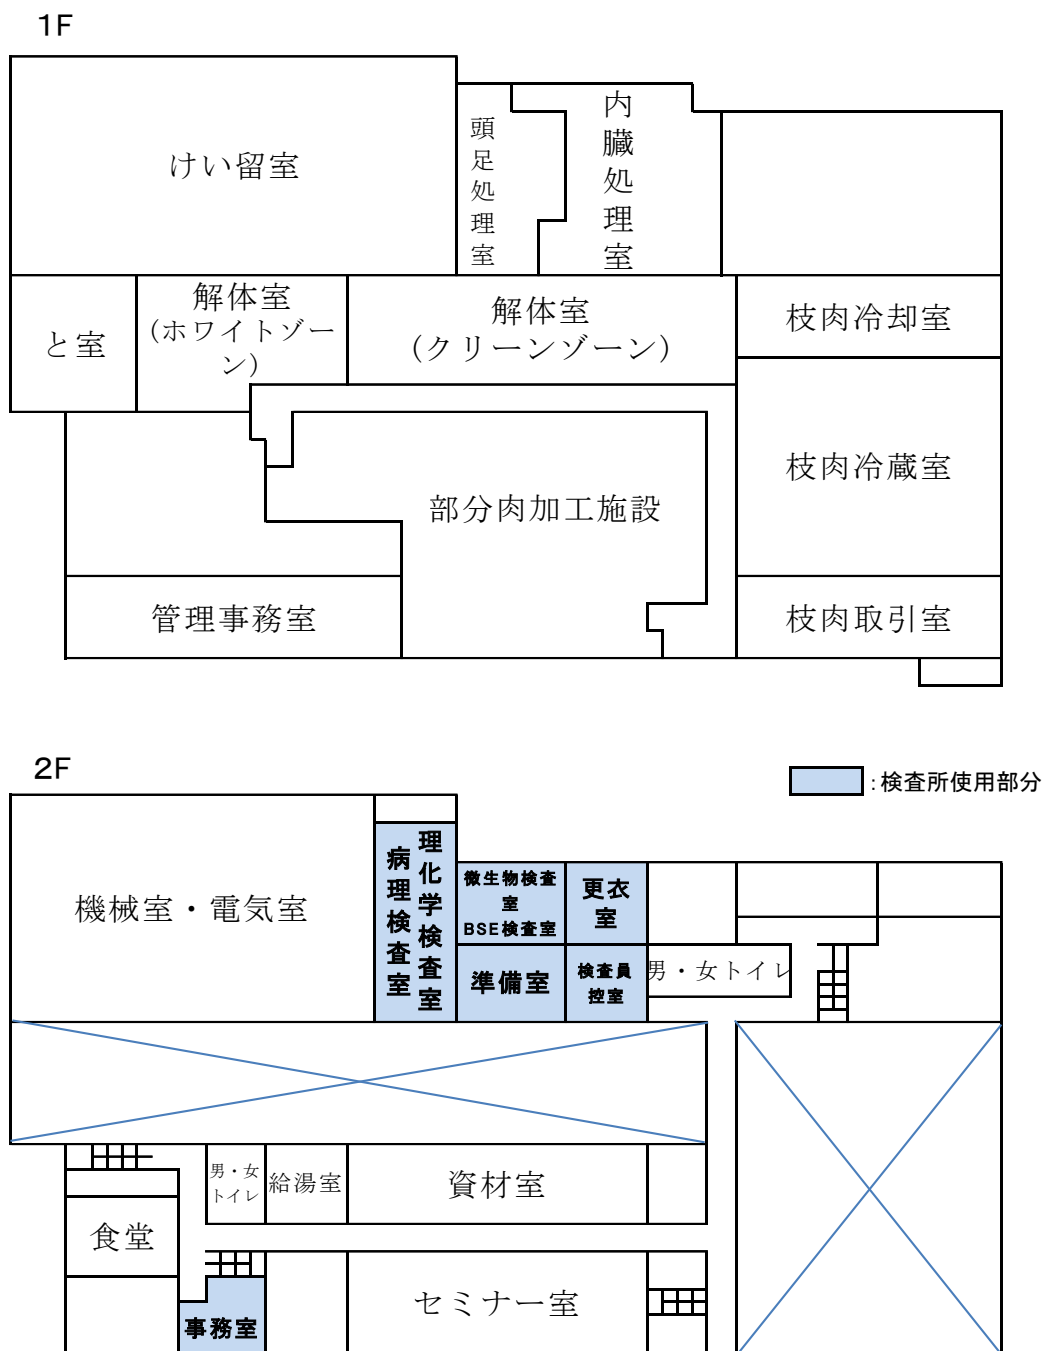 1F
けい留室
頭足処理室
内臓処理室
と室
解体室
(ホワイトゾー
ン)
解体室
(クリーンゾーン)
枝肉冷却室
枝肉冷蔵室
部分肉加工施設
管理事務室
枝肉取引室
2F
:検査所使用部分
機械室・電気室
理化学検査室
病理検査室
微生物検査
室
BSE検査室
更衣
室
準備室
検査員
控室
男・女トイレ
男・女
トイレ
給湯室
資材室
食堂
セミナー室
事務室